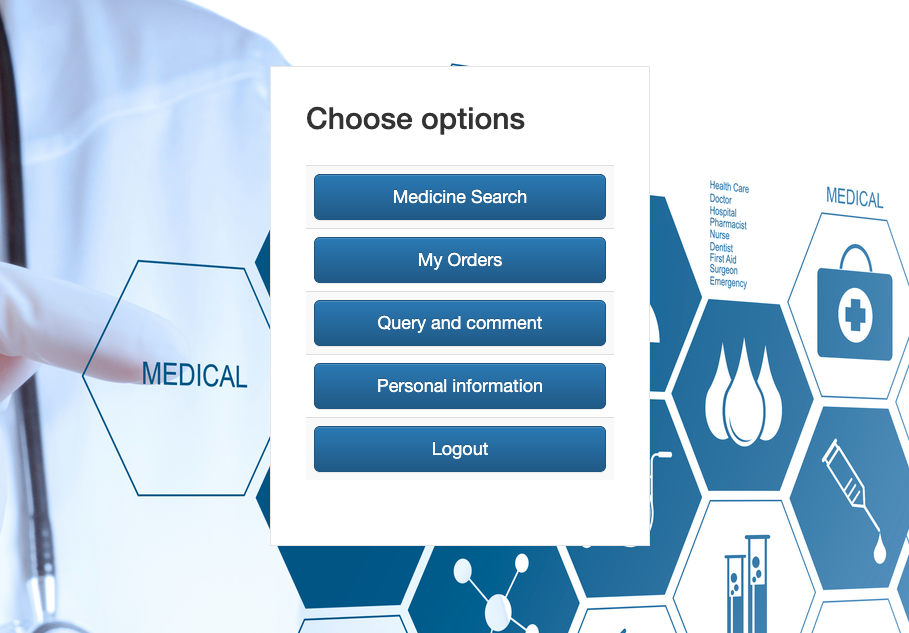 Choose options
Medicine Search
My Orders
Query and comment
Personal information
Logout
MEDICAL
Health Care
Doctor
Hospital
Pharmacist
Nurse
Dentist
First Aid
Surgeon
Emergency
MEDICAL